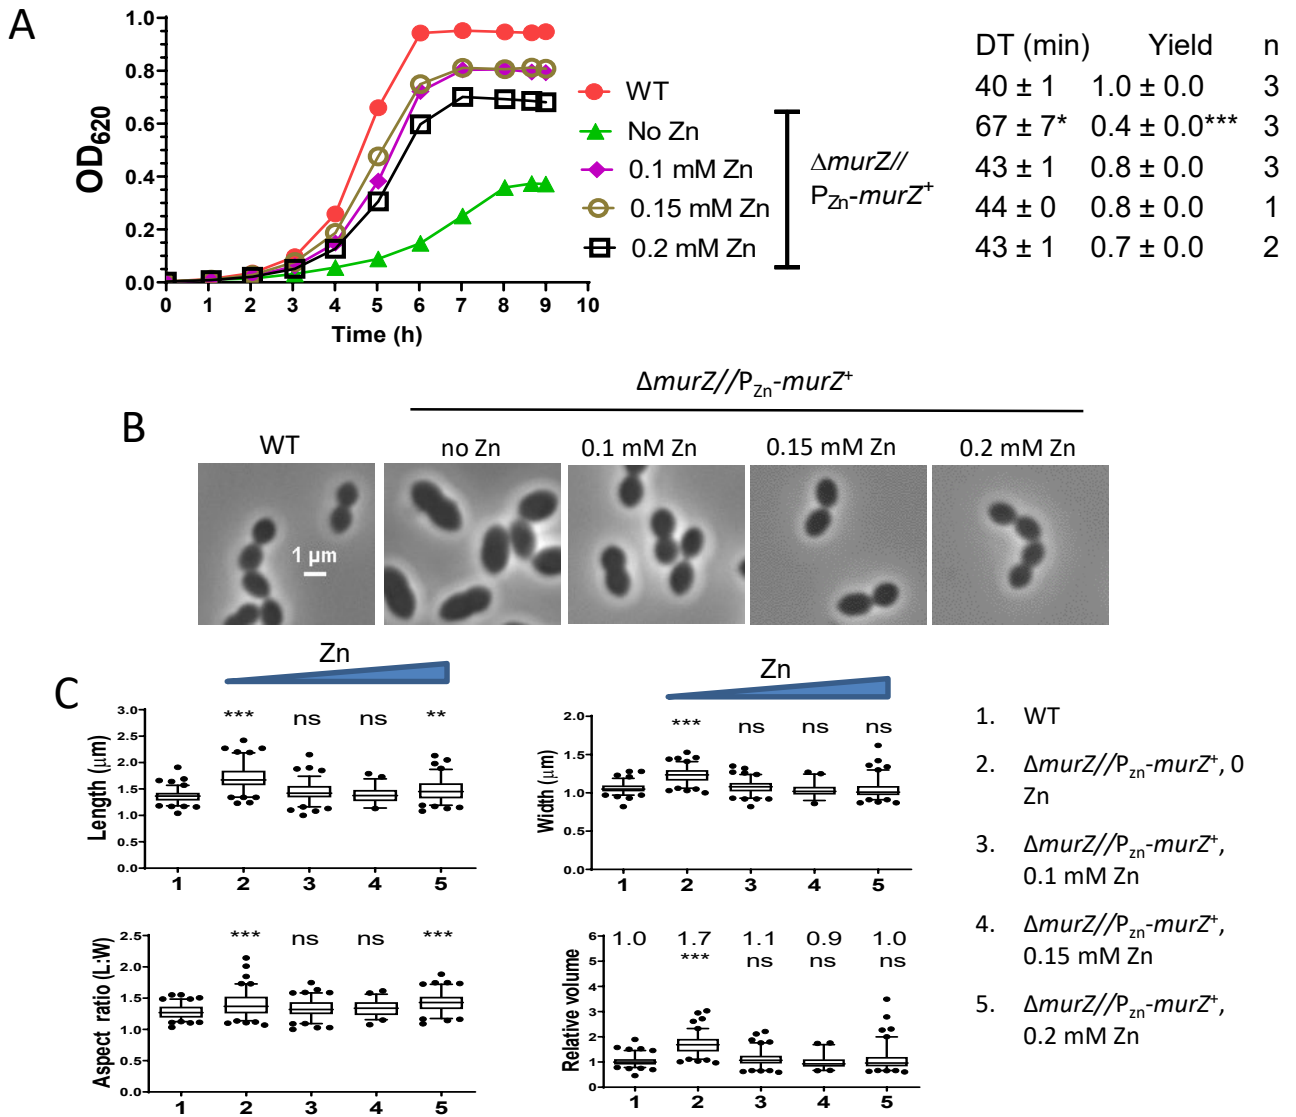 A
OD620
1.0
0.8
0.6
0.4
0.2
0.0
0 1 2 3 4 5 6 7 8 9 10
Time (h)
WT
No Zn
0.1 mM Zn
0.15 mM Zn
0.2 mM Zn
ΔmurZ//
PZn-murZ+
DT (min) Yield n
40 ± 1 1.0 ± 0.0 3
67 ± 7* 0.4 ± 0.0*** 3
43 ± 1 0.8 ± 0.0 3
44 ± 0 0.8 ± 0.0 1
43 ± 1 0.7 ± 0.0 2
ΔmurZ//PZn-murZ+
B
WT no Zn 0.1 mM Zn 0.15 mM Zn 0.2 mM Zn
1 μm
C
Zn
Length (μm)
3.0
2.5
2.0
1.5
1.0
0.5
0.0
*** ns ns **
1 2 3 4 5
Zn
Width (μm)
2.0
1.5
1.0
0.5
0.0
*** ns ns ns
1 2 3 4 5
Aspect ratio (L:W)
2.5
2.0
1.5
1.0
0.5
0.0
*** ns ns ***
1 2 3 4 5
Relative volume
6
5
4
3
2
1
0
1.0 1.7 1.1 0.9 1.0
*** ns ns ns
1 2 3 4 5
1. WT
2. ΔmurZ//Pzn-murZ+, 0
Zn
3. ΔmurZ//Pzn-murZ+,
0.1 mM Zn
4. ΔmurZ//Pzn-murZ+,
0.15 mM Zn
5. ΔmurZ//Pzn-murZ+,
0.2 mM Zn